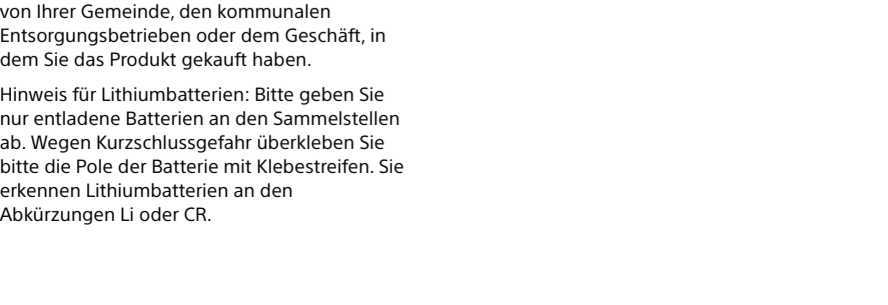 von Ihrer Gemeinde, den kommunalen
Entsorgungsbetrieben oder dem Geschäft, in
dem Sie das Produkt gekauft haben.
Hinweis für Lithiumbatterien: Bitte geben Sie
nur entladene Batterien an den Sammelstellen
ab. Wegen Kurzschlussgefahr überkleben Sie
bitte die Pole der Batterie mit Klebestreifen. Sie
erkennen Lithiumbatterien an den
Abkürzungen Li oder CR.